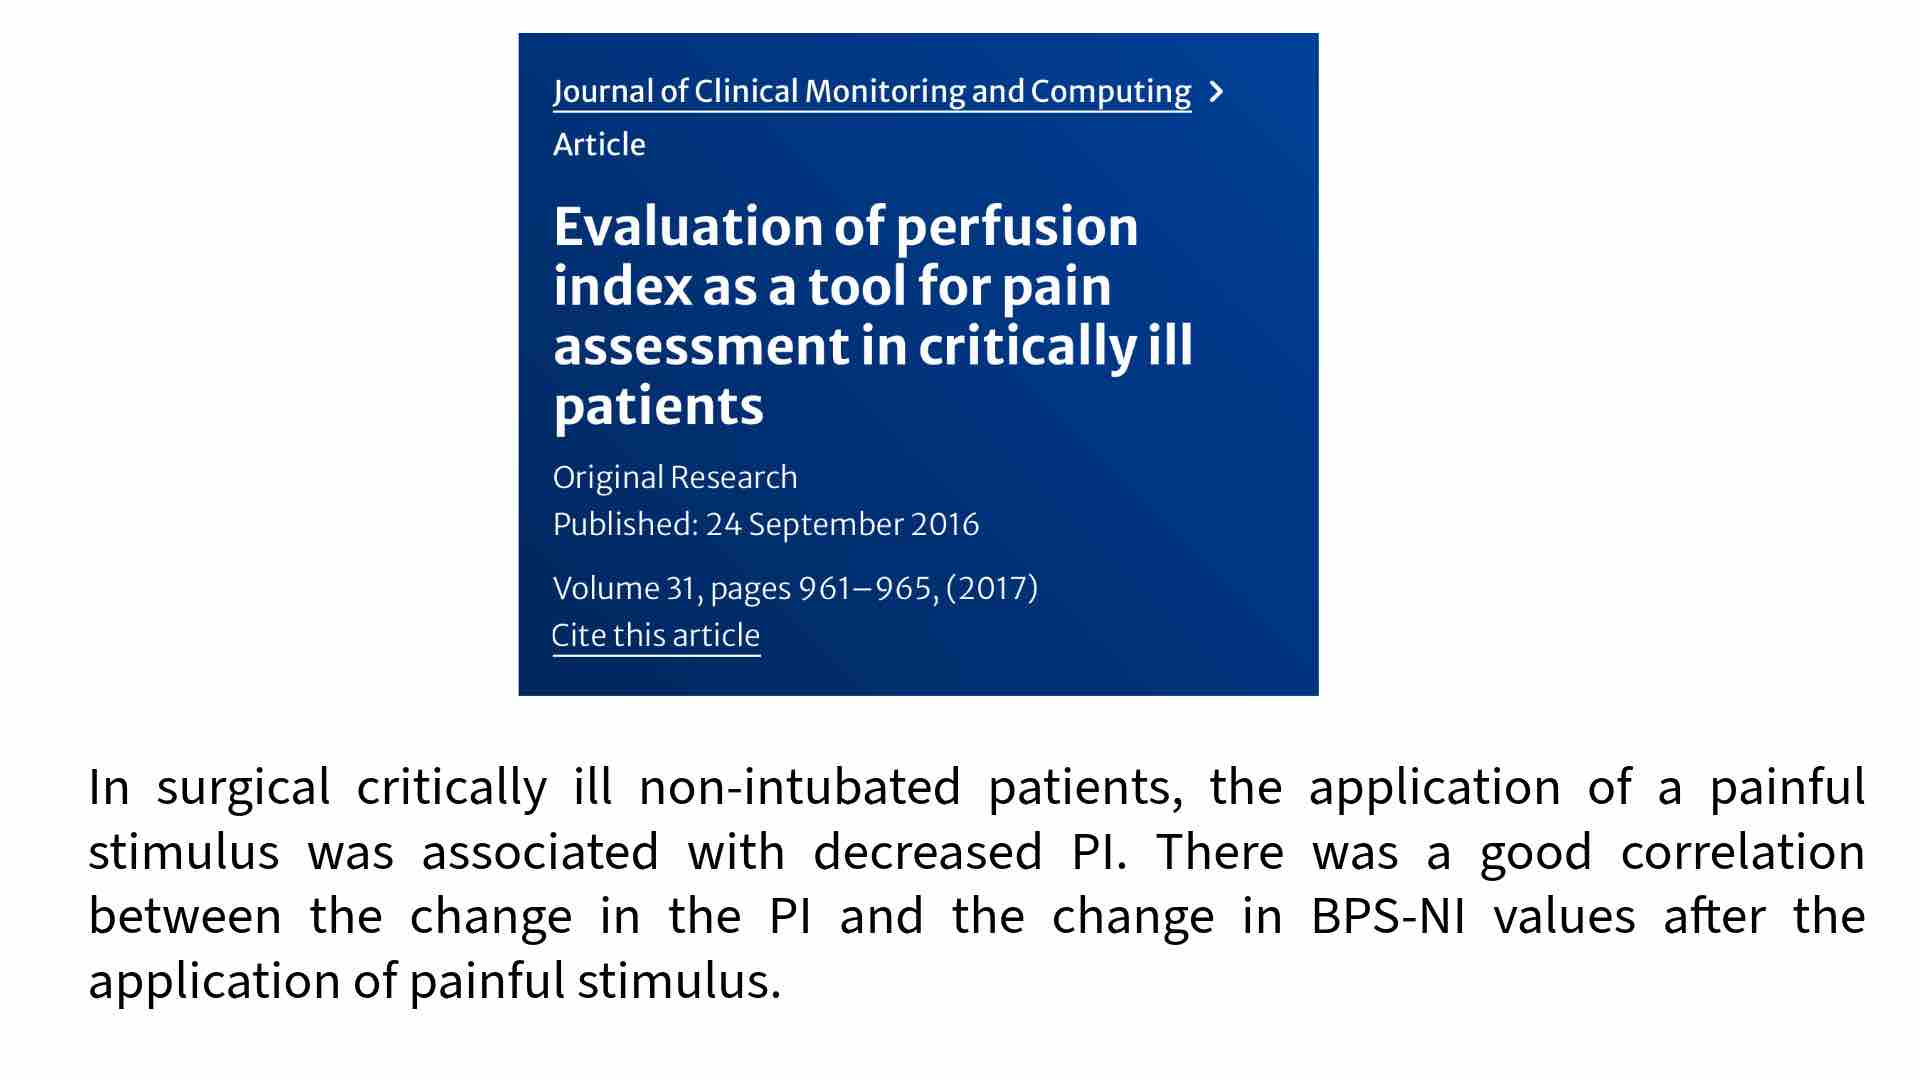 Journal of Clinical Monitoring and Computing >
Article
Evaluation of perfusion
index as a tool for pain
assessment in critically ill
patients
Original Research
Published: 24 September 2016
Volume 31, pages 961–965, (2017)
Cite this article
In surgical critically ill non-intubated patients, the application of a painful
stimulus was associated with decreased PI. There was a good correlation
between the change in the PI and the change in BPS-NI values after the
application of painful stimulus.